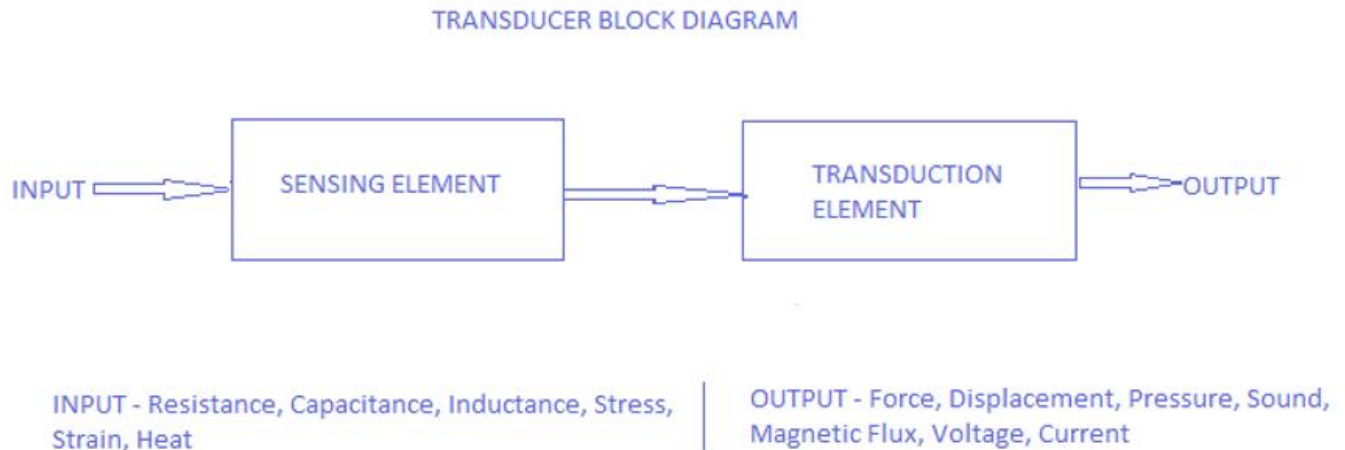 TRANSDUCER BLOCK DIAGRAM
INPUT
SENSING ELEMENT
TRANSDUCTION
ELEMENT
OUTPUT
INPUT - Resistance, Capacitance, Inductance, Stress,
Strain, Heat
OUTPUT - Force, Displacement, Pressure, Sound,
Magnetic Flux, Voltage, Current